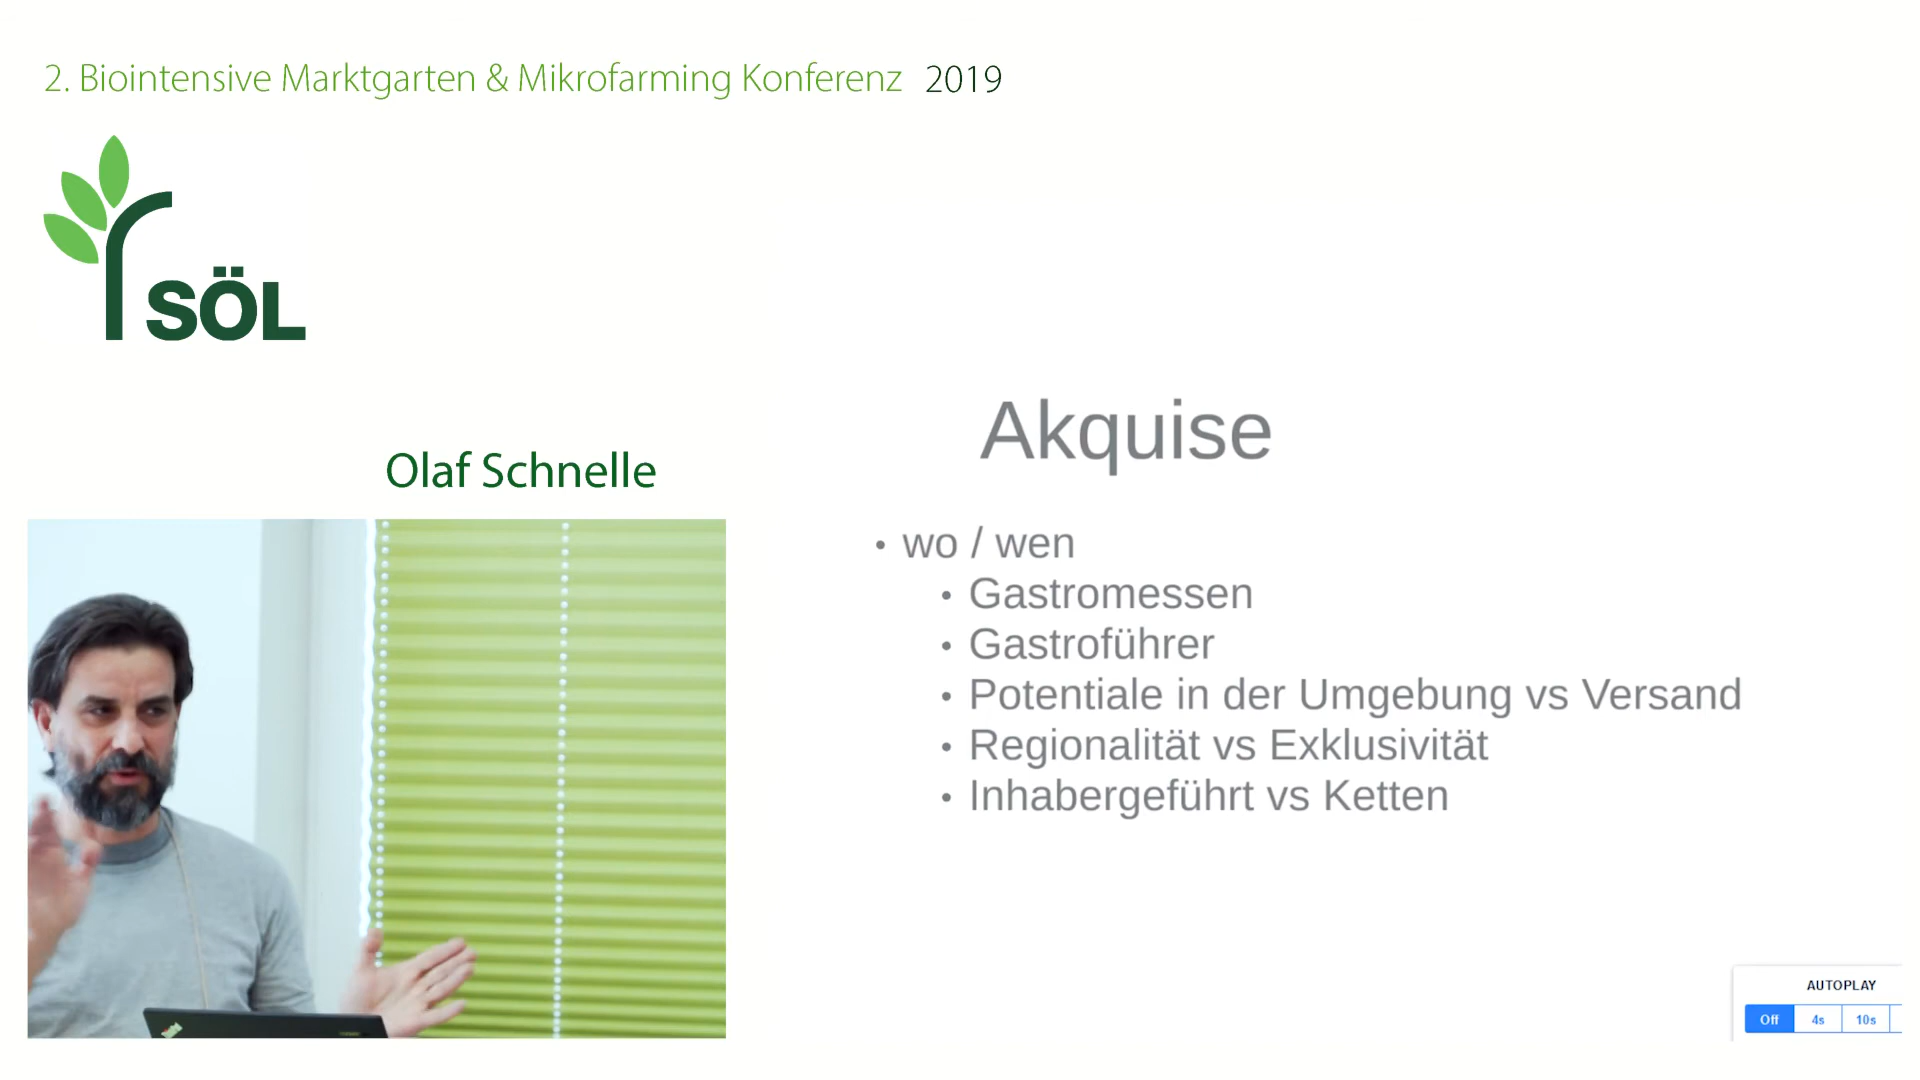 2. Biointensive Marktgarten & Mikrofarming Konferenz 2019
SÖL
Olaf Schnelle
Akquise
• wo / wen
• Gastromessen
• Gastroführer
• Potentiale in der Umgebung vs Versand
• Regionalität vs Exklusivität
• Inhabergeführt vs Ketten
AUTOPLAY
Off 4s 10s